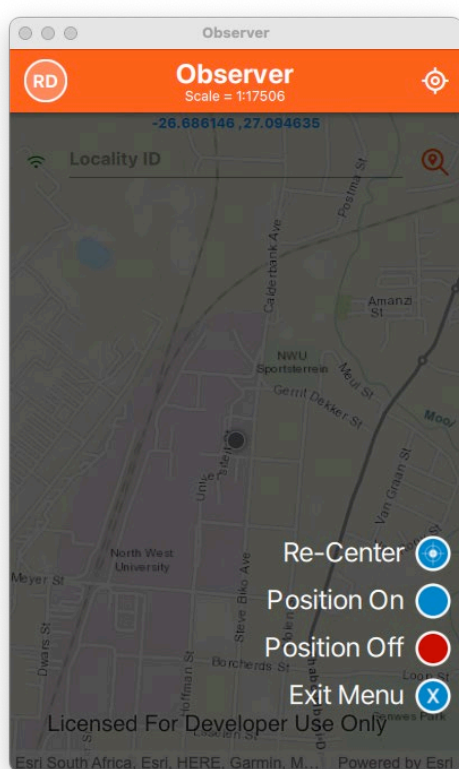 Observer
RD
Observer
Scale = 1:17506
-26.686146 ,27.094635
Locality ID
Postma St
Calderbank Ave
Amanzi
St
NWU
Sportsterrein
Meul St
Gerrit Dekker St
Mooi
Van Graan St
North West
University
Meyer St
Steve Biko Ave
Dwars St
Hoffman St
Borcherds St
Loon St
Re-Center
Position On
Position Off
Exit Menu
X
Licensed For Developer Use Only
Esri South Africa, Esri, HERE, Garmin, M...
Powered by Esri